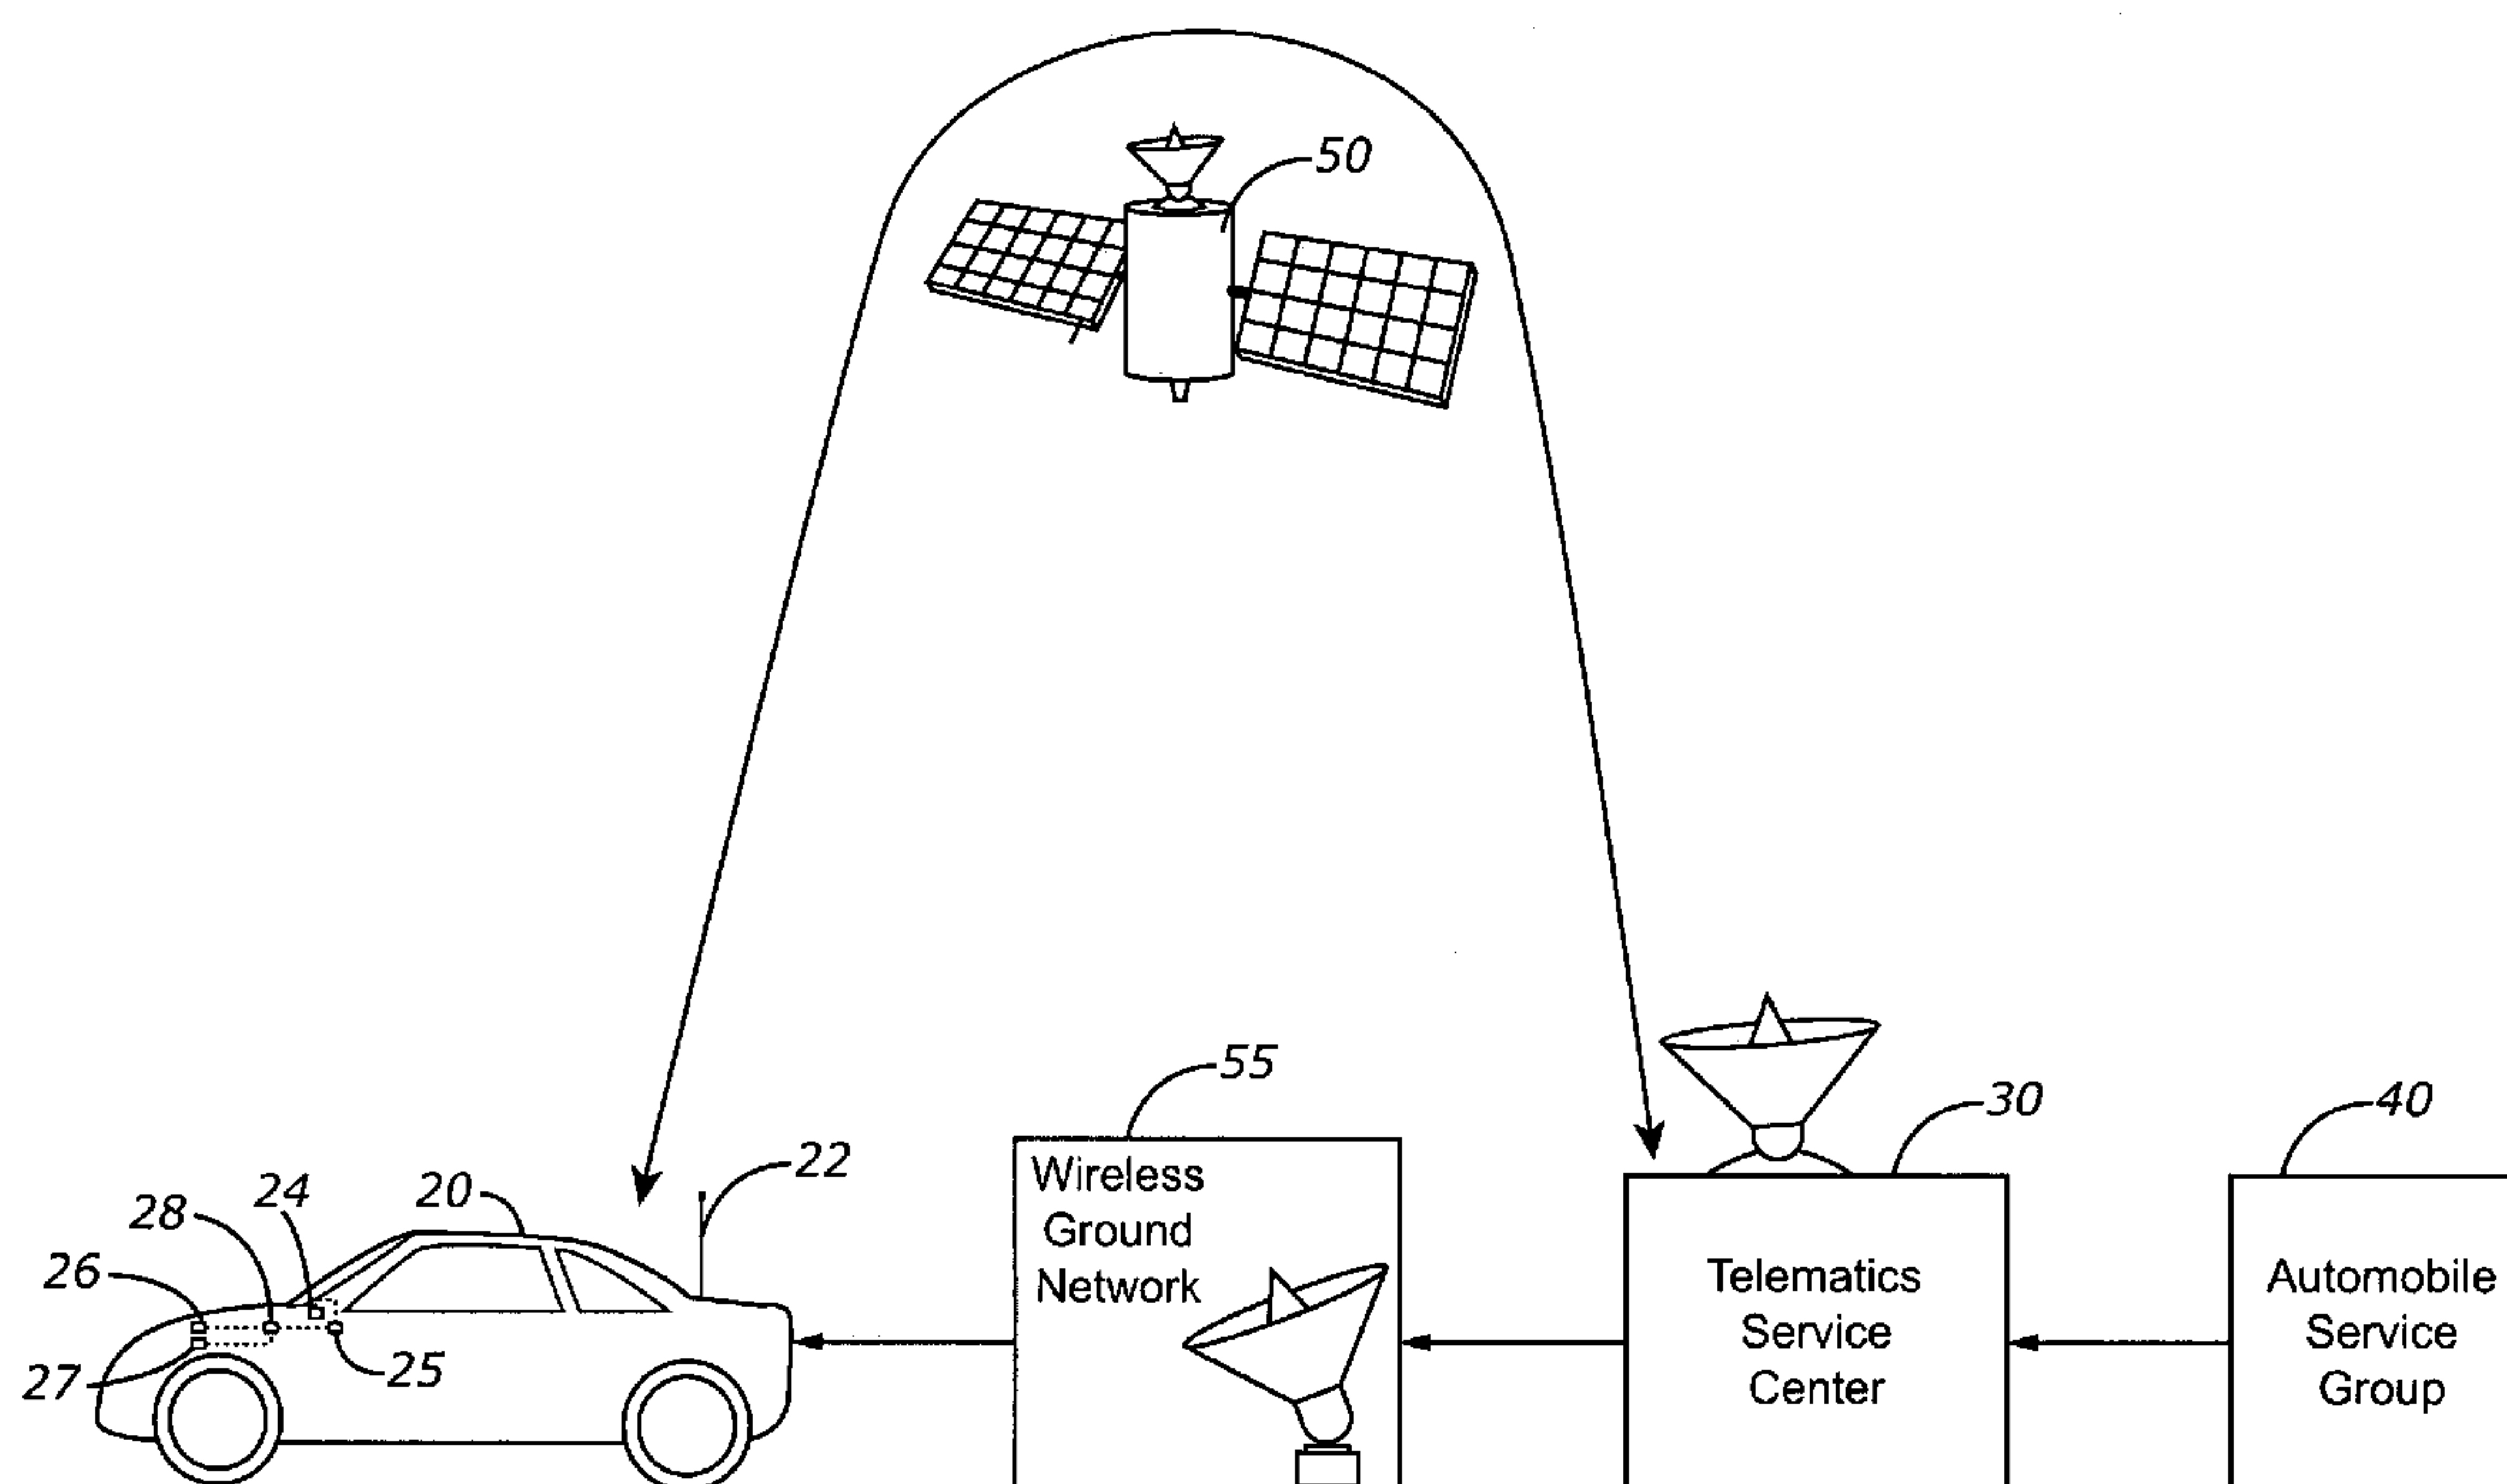 50
55
30
40
22
20
24
28
26
27
25
Wireless
Ground
Network
Telematics
Service
Center
Automobile
Service
Group